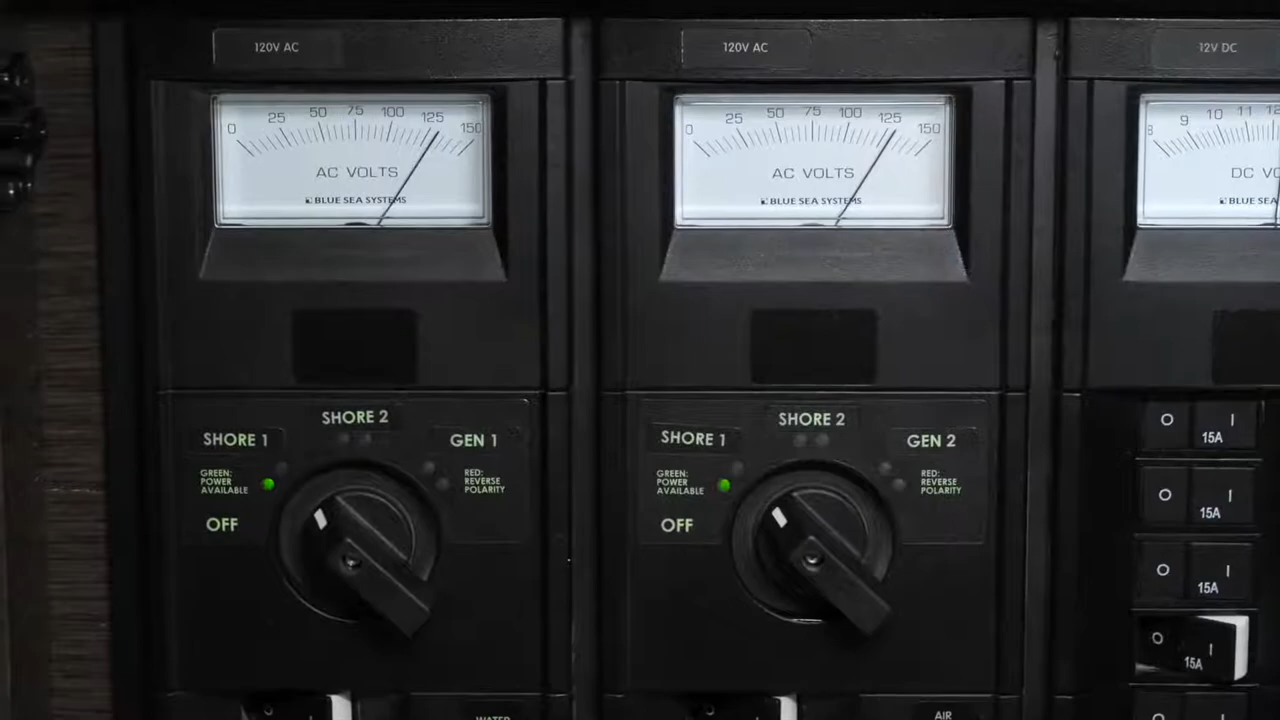 120V AC
0 25 50 75 100 125 150
AC VOLTS
BLUE SEA SYSTEMS
SHORE 1
SHORE 2
GEN 1
GREEN:
POWER
AVAILABLE
RED:
REVERSE
POLARITY
OFF
120V AC
0 25 50 75 100 125 150
AC VOLTS
BLUE SEA SYSTEMS
SHORE 1
SHORE 2
GEN 2
GREEN:
POWER
AVAILABLE
RED:
REVERSE
POLARITY
OFF
AIR
12V DC
8 9 10 11
DC
BLUE SEA
O I
15A
O I
15A
O I
15A
O I
15A